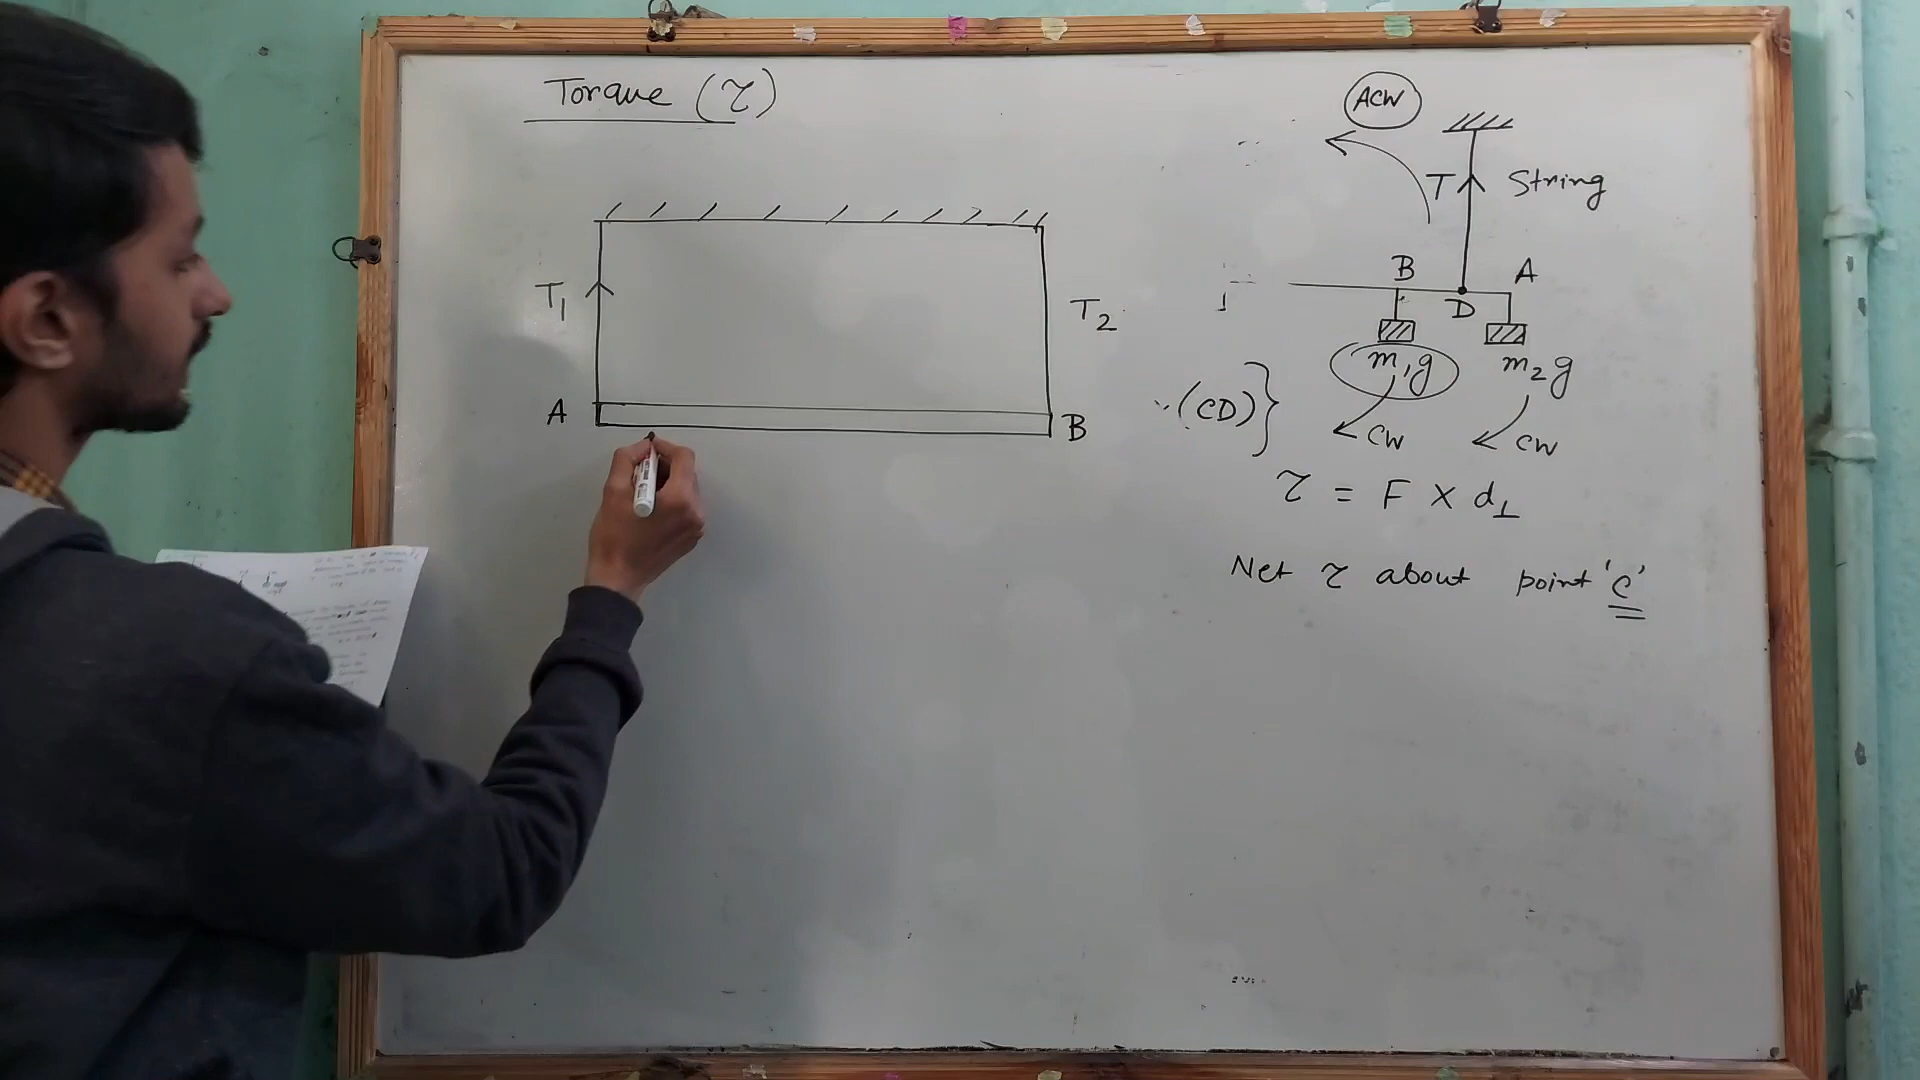 Torque (τ)
T1
T2
A
B
ACW
T
String
B
A
D
m1g
m2g
(CD)}
CW
CW
τ = F × d⊥
Net τ about point 'C'